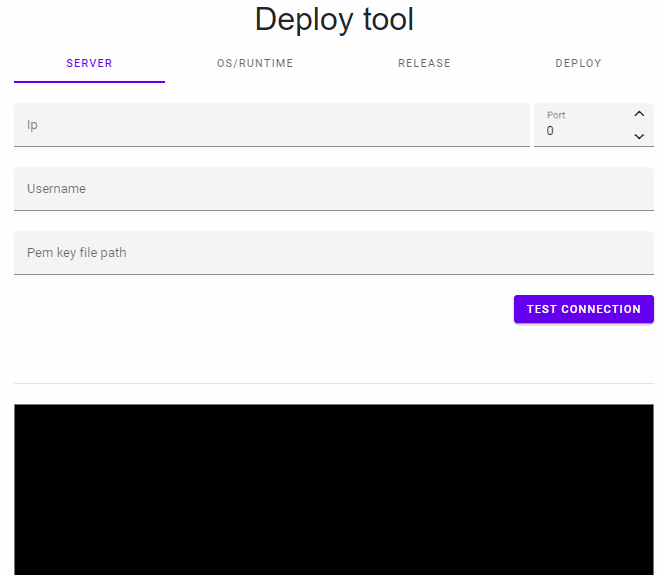 Deploy tool
SERVER OS/RUNTIME RELEASE DEPLOY
Ip
Port
0
Username
Pem key file path
TEST CONNECTION